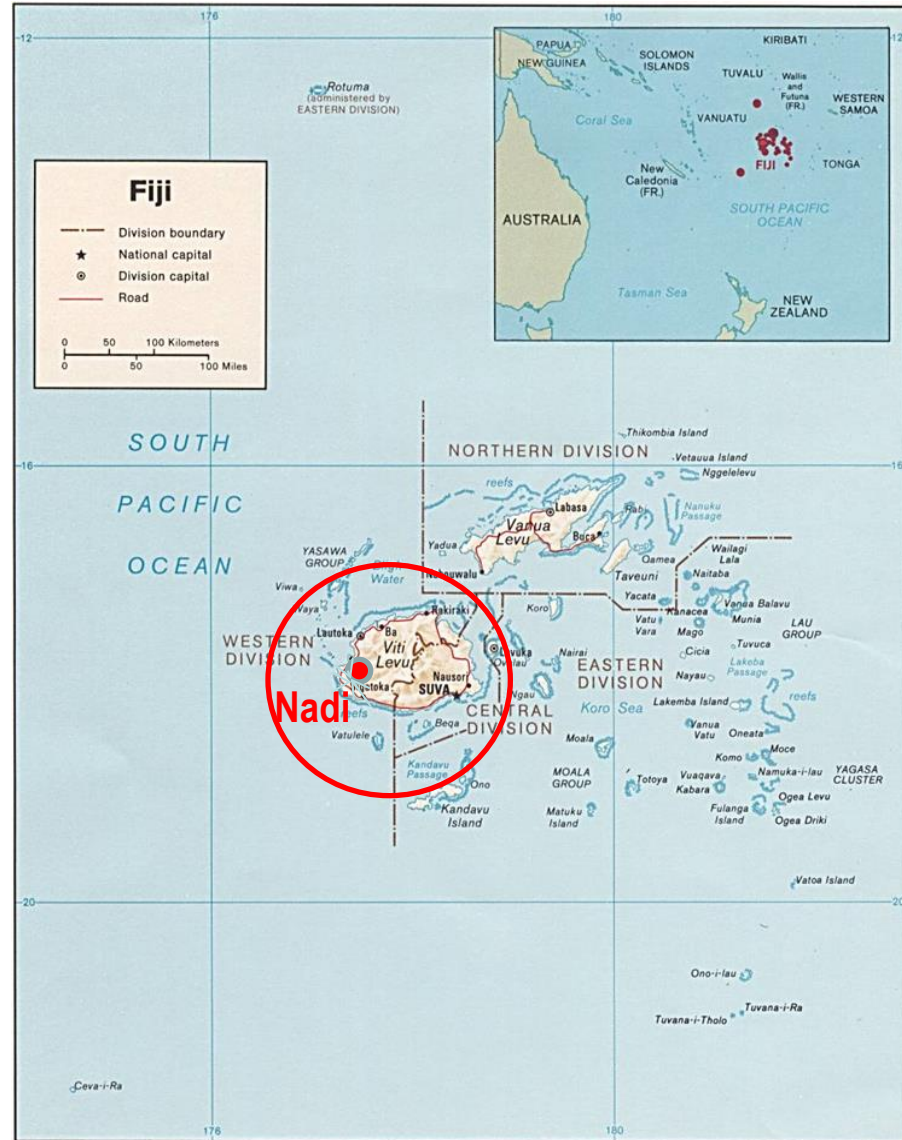 176
180
12
12
Rotuma
(administered by
EASTERN DIVISION)
PAPUA
NEW GUINEA
SOLOMON
ISLANDS
KIRIBATI
TUVALU
Wallis
and
Futuna
(FR.)
WESTERN
SAMOA
VANUATU
Coral Sea
FIJI
TONGA
New
Caledonia
(FR.)
AUSTRALIA
SOUTH PACIFIC
OCEAN
Tasman Sea
NEW
ZEALAND
Fiji
Division boundary
National capital
Division capital
Road
0 50 100 Kilometers
0 50 100 Miles
SOUTH
PACIFIC
OCEAN
16
16
Thikombia Island
NORTHERN DIVISION
Vetauua Island
Nggelelevu
reefs
Labasa
Rabi
Nanuku
Passage
Vanua
Levu
Buca
Yadua
Qamea
Wailagi
Lala
YASAWA
GROUP
Bligh
Water
Nabouwalu
Taveuni
Naitaba
Viwa
Yacata
Kanacea
Vanua Balavu
Vaya
Rakiraki
Koro
Vatu
Vara
Mago
Munia
LAU
GROUP
WESTERN
DIVISION
Lautoka
Ba
Viti
Levu
Levuka
Ovalau
Nairai
Cicia
Tuvuca
EASTERN
DIVISION
Lakeba
Passage
Nausori
SUVA
Ngau
Nayau
Nadi
reefs
CENTRAL
DIVISION
Koro Sea
Lakemba Island
reefs
Beqa
Vatulele
Moala
Vanua
Vatu
Oneata
Kandavu
Passage
Komo
Moce
Ono
MOALA
GROUP
Totoya
Vuaqava
Kabara
Namuka-i-lau
YAGASA
CLUSTER
Kandavu
Island
Matuku
Island
Fulanga
Island
Ogea Levu
Ogea Driki
Vatoa Island
20
20
Ono-i-lau
Tuvana-i-Ra
Tuvana-i-Tholo
Ceva-i-Ra
176
180